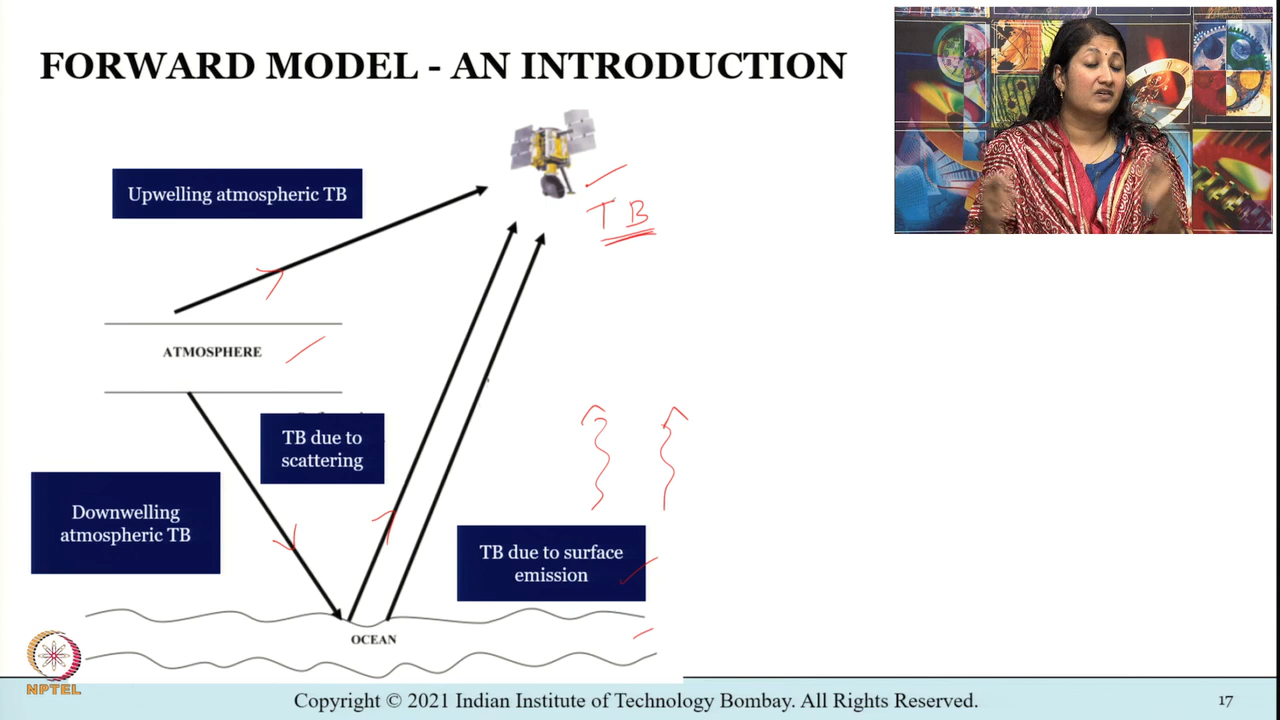 FORWARD MODEL - AN INTRODUCTION
Upwelling atmospheric TB
TB
ATMOSPHERE
TB due to
scattering
Downwelling
atmospheric TB
TB due to surface
emission
OCEAN
NPTEL
Copyright © 2021 Indian Institute of Technology Bombay. All Rights Reserved.
17